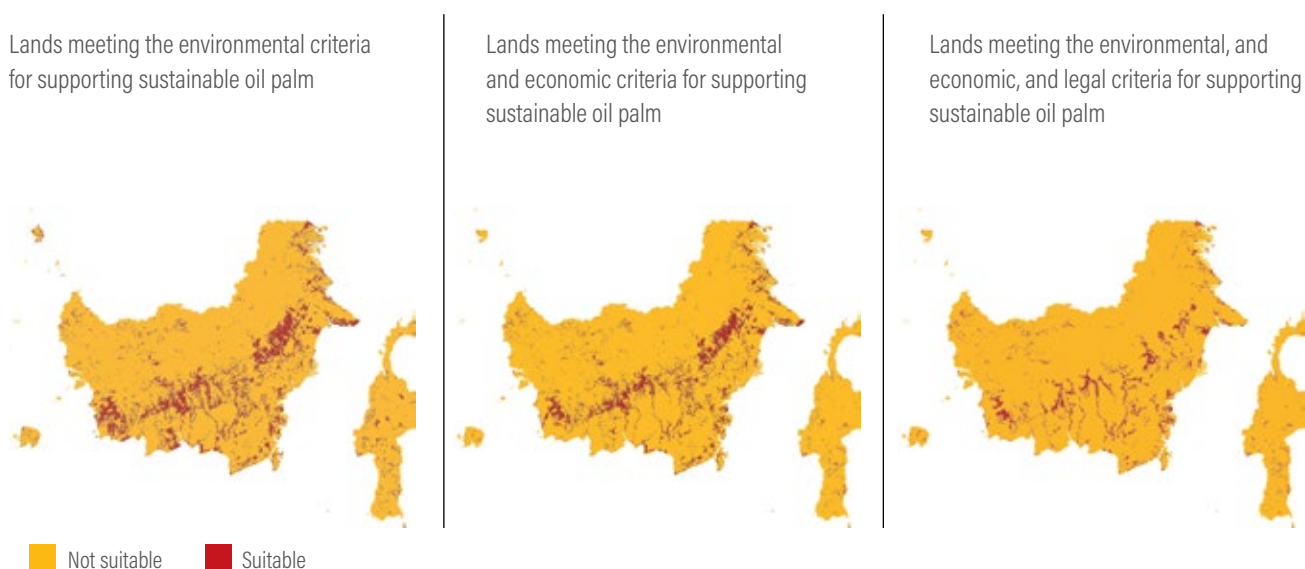 Lands meeting the environmental criteria
for supporting sustainable oil palm
Lands meeting the environmental
and economic criteria for supporting
sustainable oil palm
Lands meeting the environmental, and
economic, and legal criteria for supporting
sustainable oil palm
Not suitable
Suitable